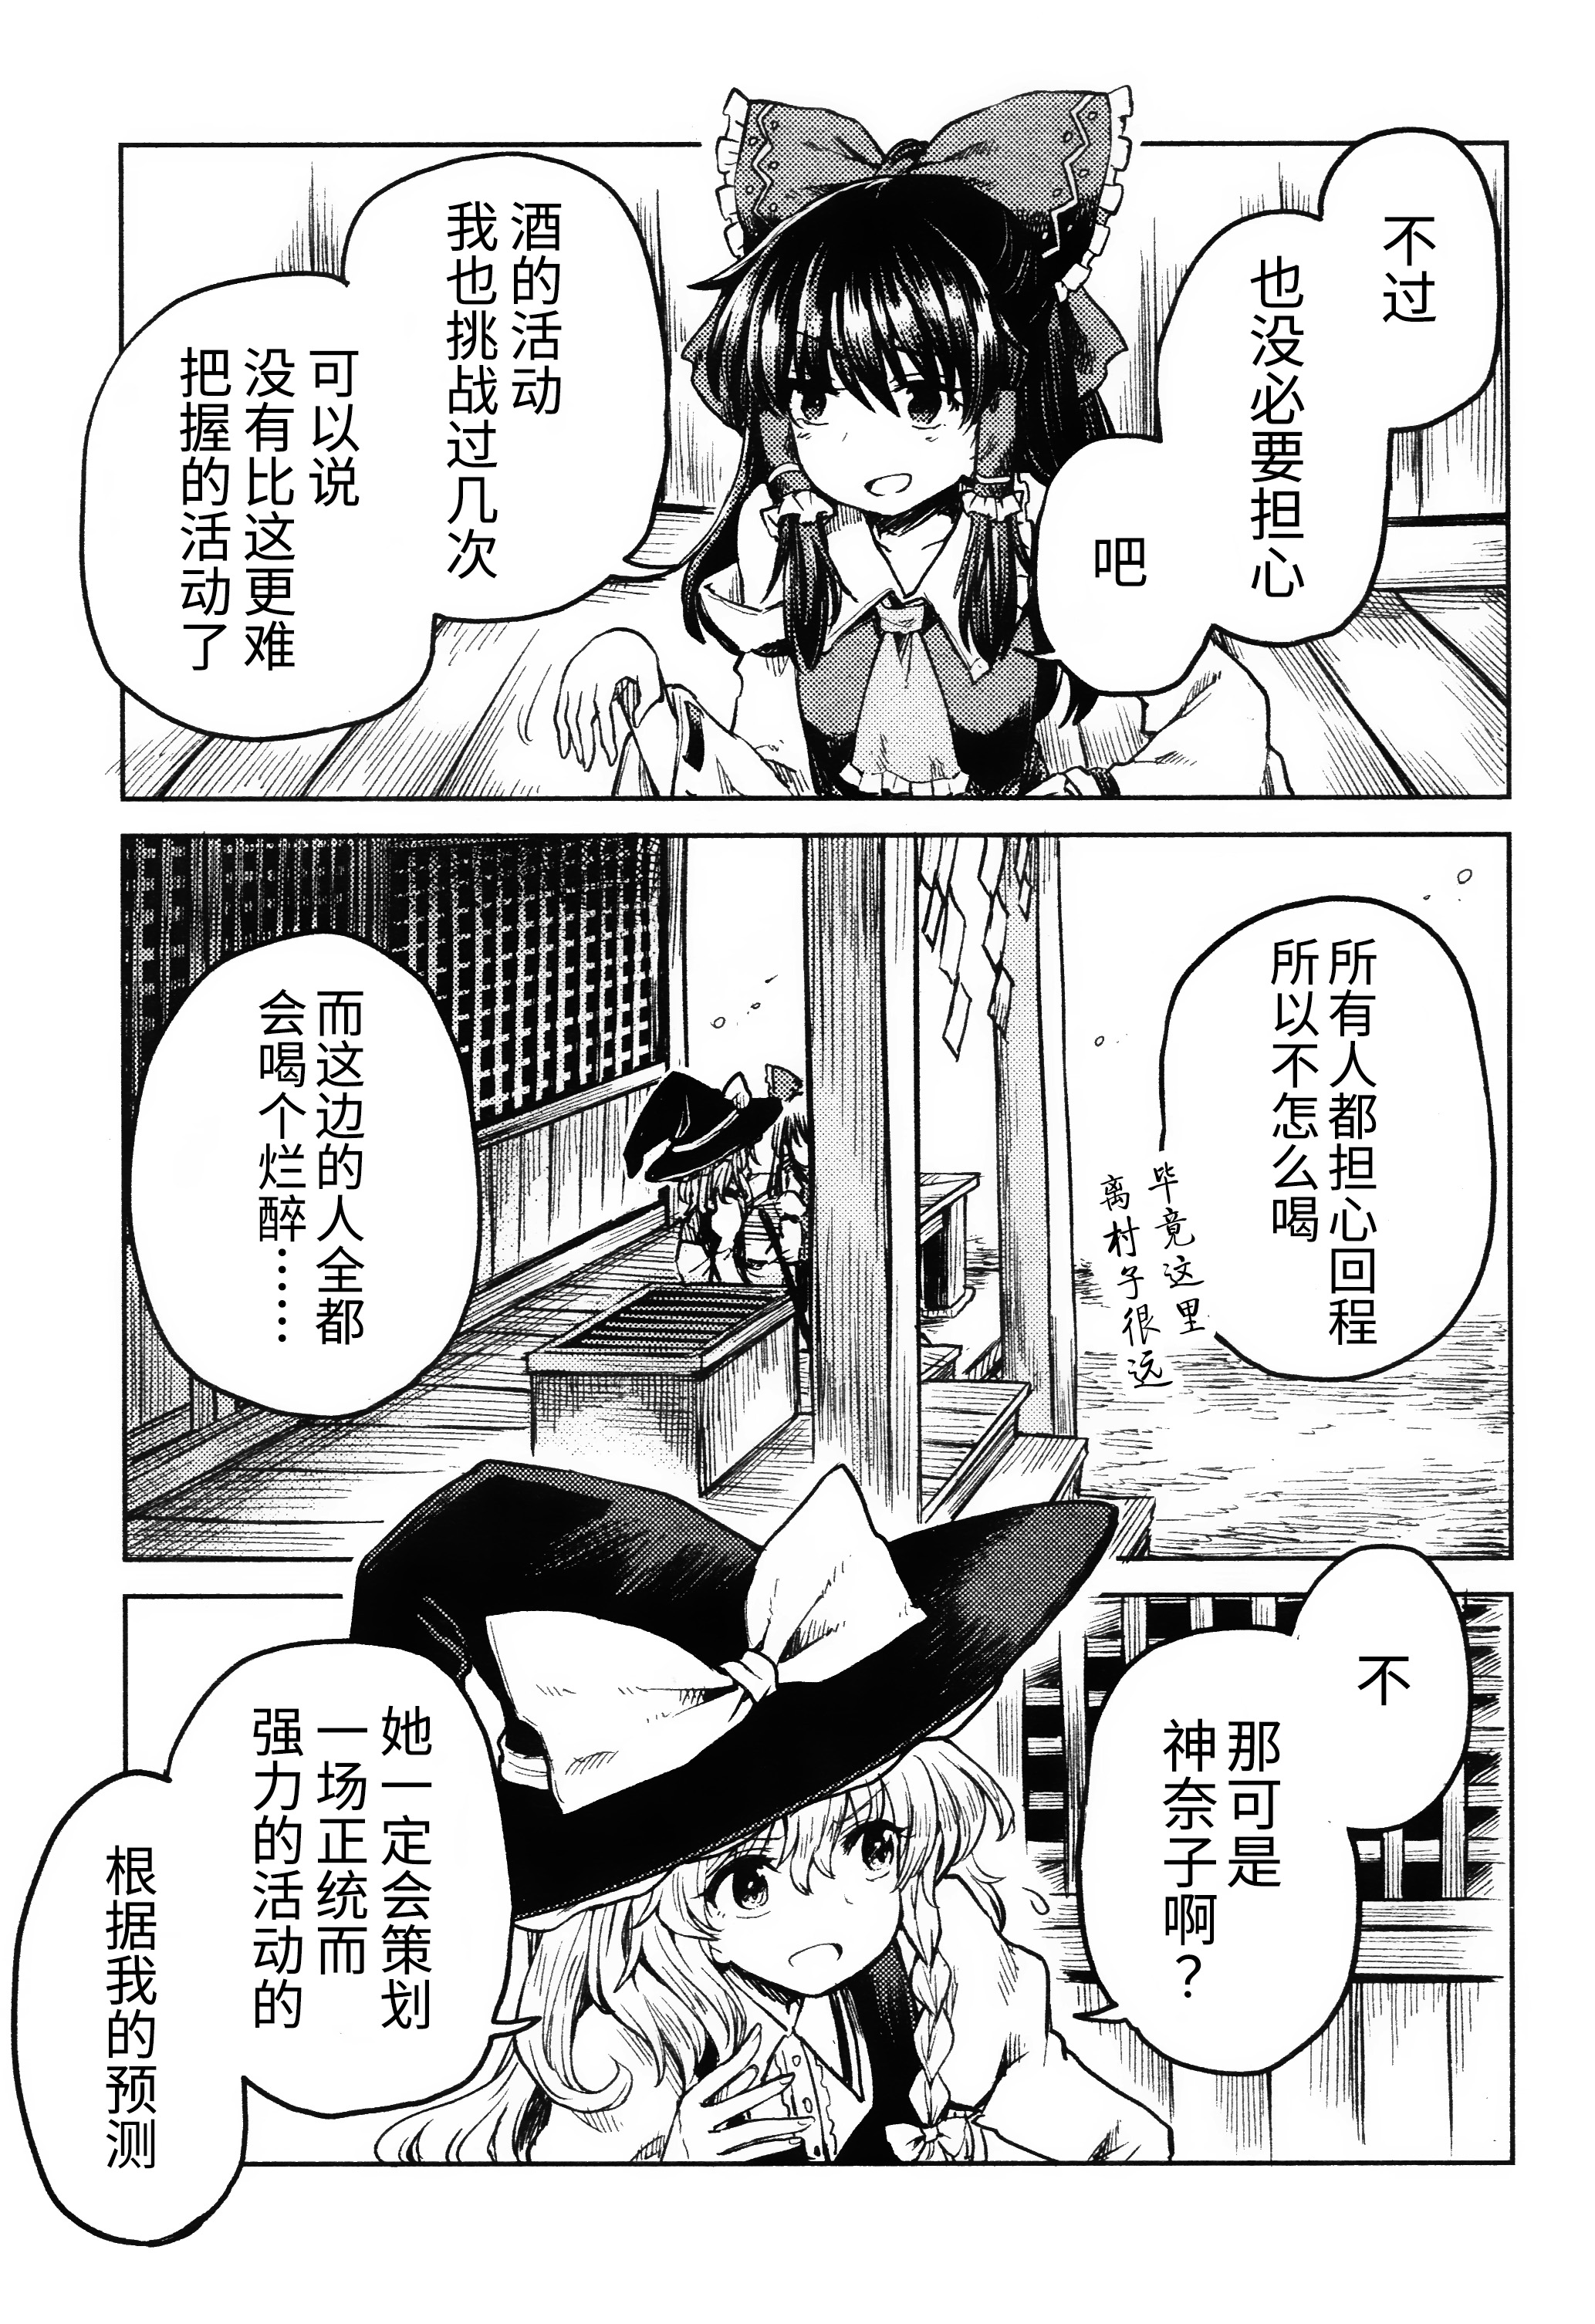 不过
也没必要担心
吧
酒的活动
我也挑战过几次
可以说
没有比这更难
把握的活动了
所有人都担心回程
所以不怎么喝
毕竟这里
离村子很远
而这边的人全都
会喝个烂醉……
不
那可是
神奈子啊？
她一定会策划
一场正统而
强力的活动的
根据我的预测